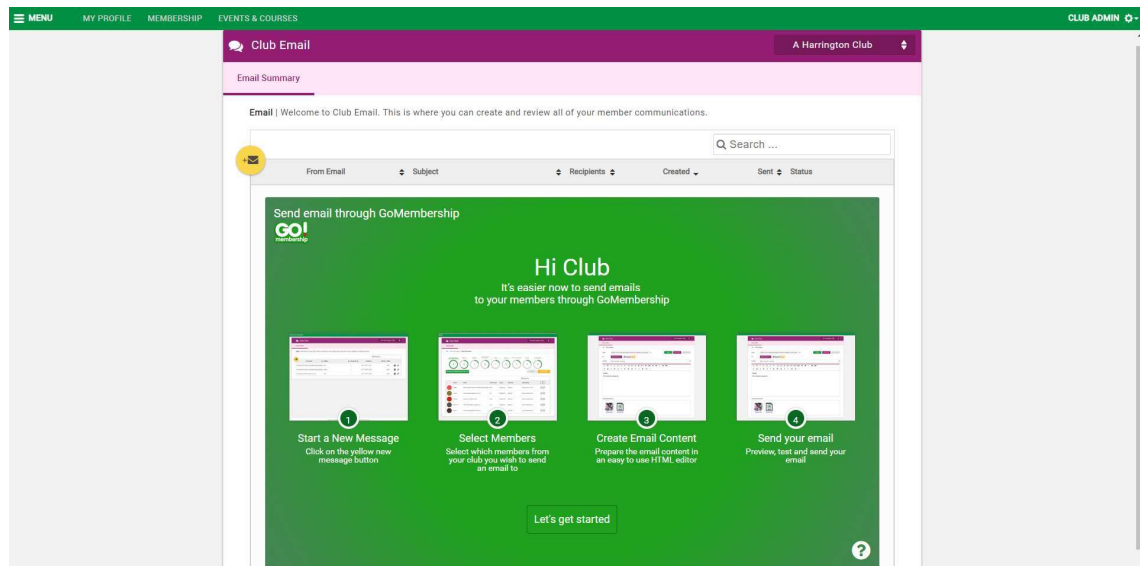 MENU MY PROFILE MEMBERSHIP EVENTS & COURSES CLUB ADMIN
Club Email A Harrington Club
Email Summary
Email | Welcome to Club Email. This is where you can create and review all of your member communications.
Search ...
From Email Subject Recipients Created Sent Status
Send email through GoMembership
GO!
membership
Hi Club
It's easier now to send emails
to your members through GoMembership
1 2 3 4
Start a New Message Select Members Create Email Content Send your email
Click on the yellow new Select which members from Prepare the email content in Preview, test and send your
message button your club you wish to send an easy to use HTML editor email
an email to
Let's get started
?